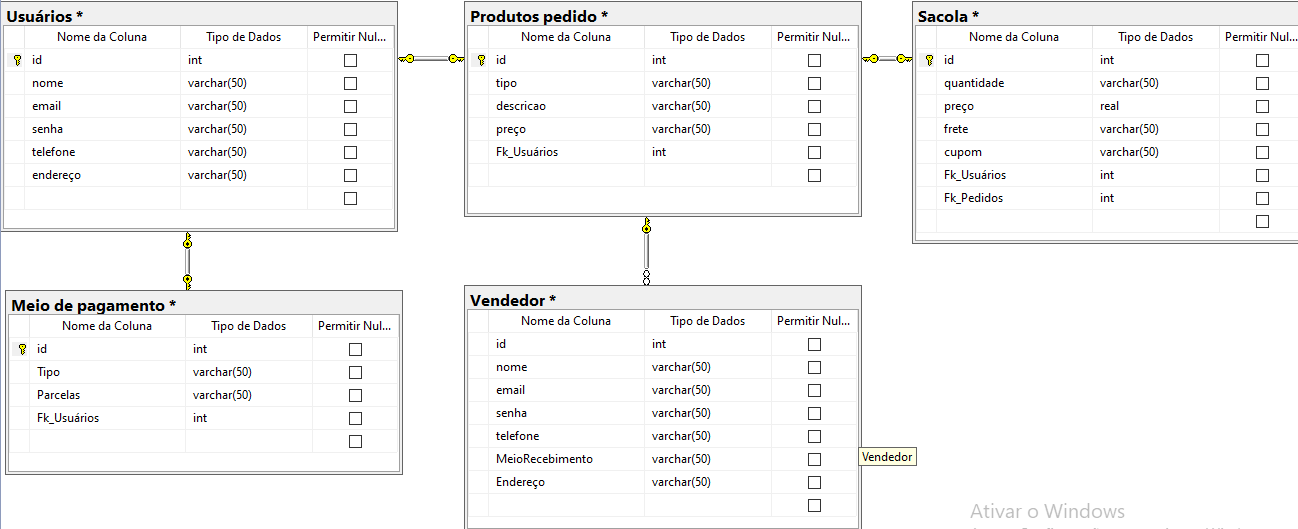 Usuários *
Nome da Coluna Tipo de Dados Permitir Nul...
id int
nome varchar(50)
email varchar(50)
senha varchar(50)
telefone varchar(50)
endereço varchar(50)
Produtos pedido *
Nome da Coluna Tipo de Dados Permitir Nul...
id int
tipo varchar(50)
descricao varchar(50)
preço varchar(50)
Fk_Usuários int
Sacola *
Nome da Coluna Tipo de Dados Permitir Nul...
id int
quantidade varchar(50)
preço real
frete varchar(50)
cupom varchar(50)
Fk_Usuários int
Fk_Pedidos int
Meio de pagamento *
Nome da Coluna Tipo de Dados Permitir Nul...
id int
Tipo varchar(50)
Parcelas varchar(50)
Fk_Usuários int
Vendedor *
Nome da Coluna Tipo de Dados Permitir Nul...
id int
nome varchar(50)
email varchar(50)
senha varchar(50)
telefone varchar(50)
MeioRecebimento varchar(50)
Endereço varchar(50)
Vendedor
Ativar o Windows